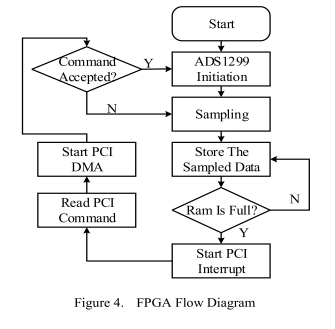 Start
Command
Accepted?
Y
ADS1299
Initiation
N
Sampling
Start PCI
DMA
Store The
Sampled Data
Read PCI
Command
Ram Is Full?
N
Y
Start PCI
Interrupt
Figure 4. FPGA Flow Diagram